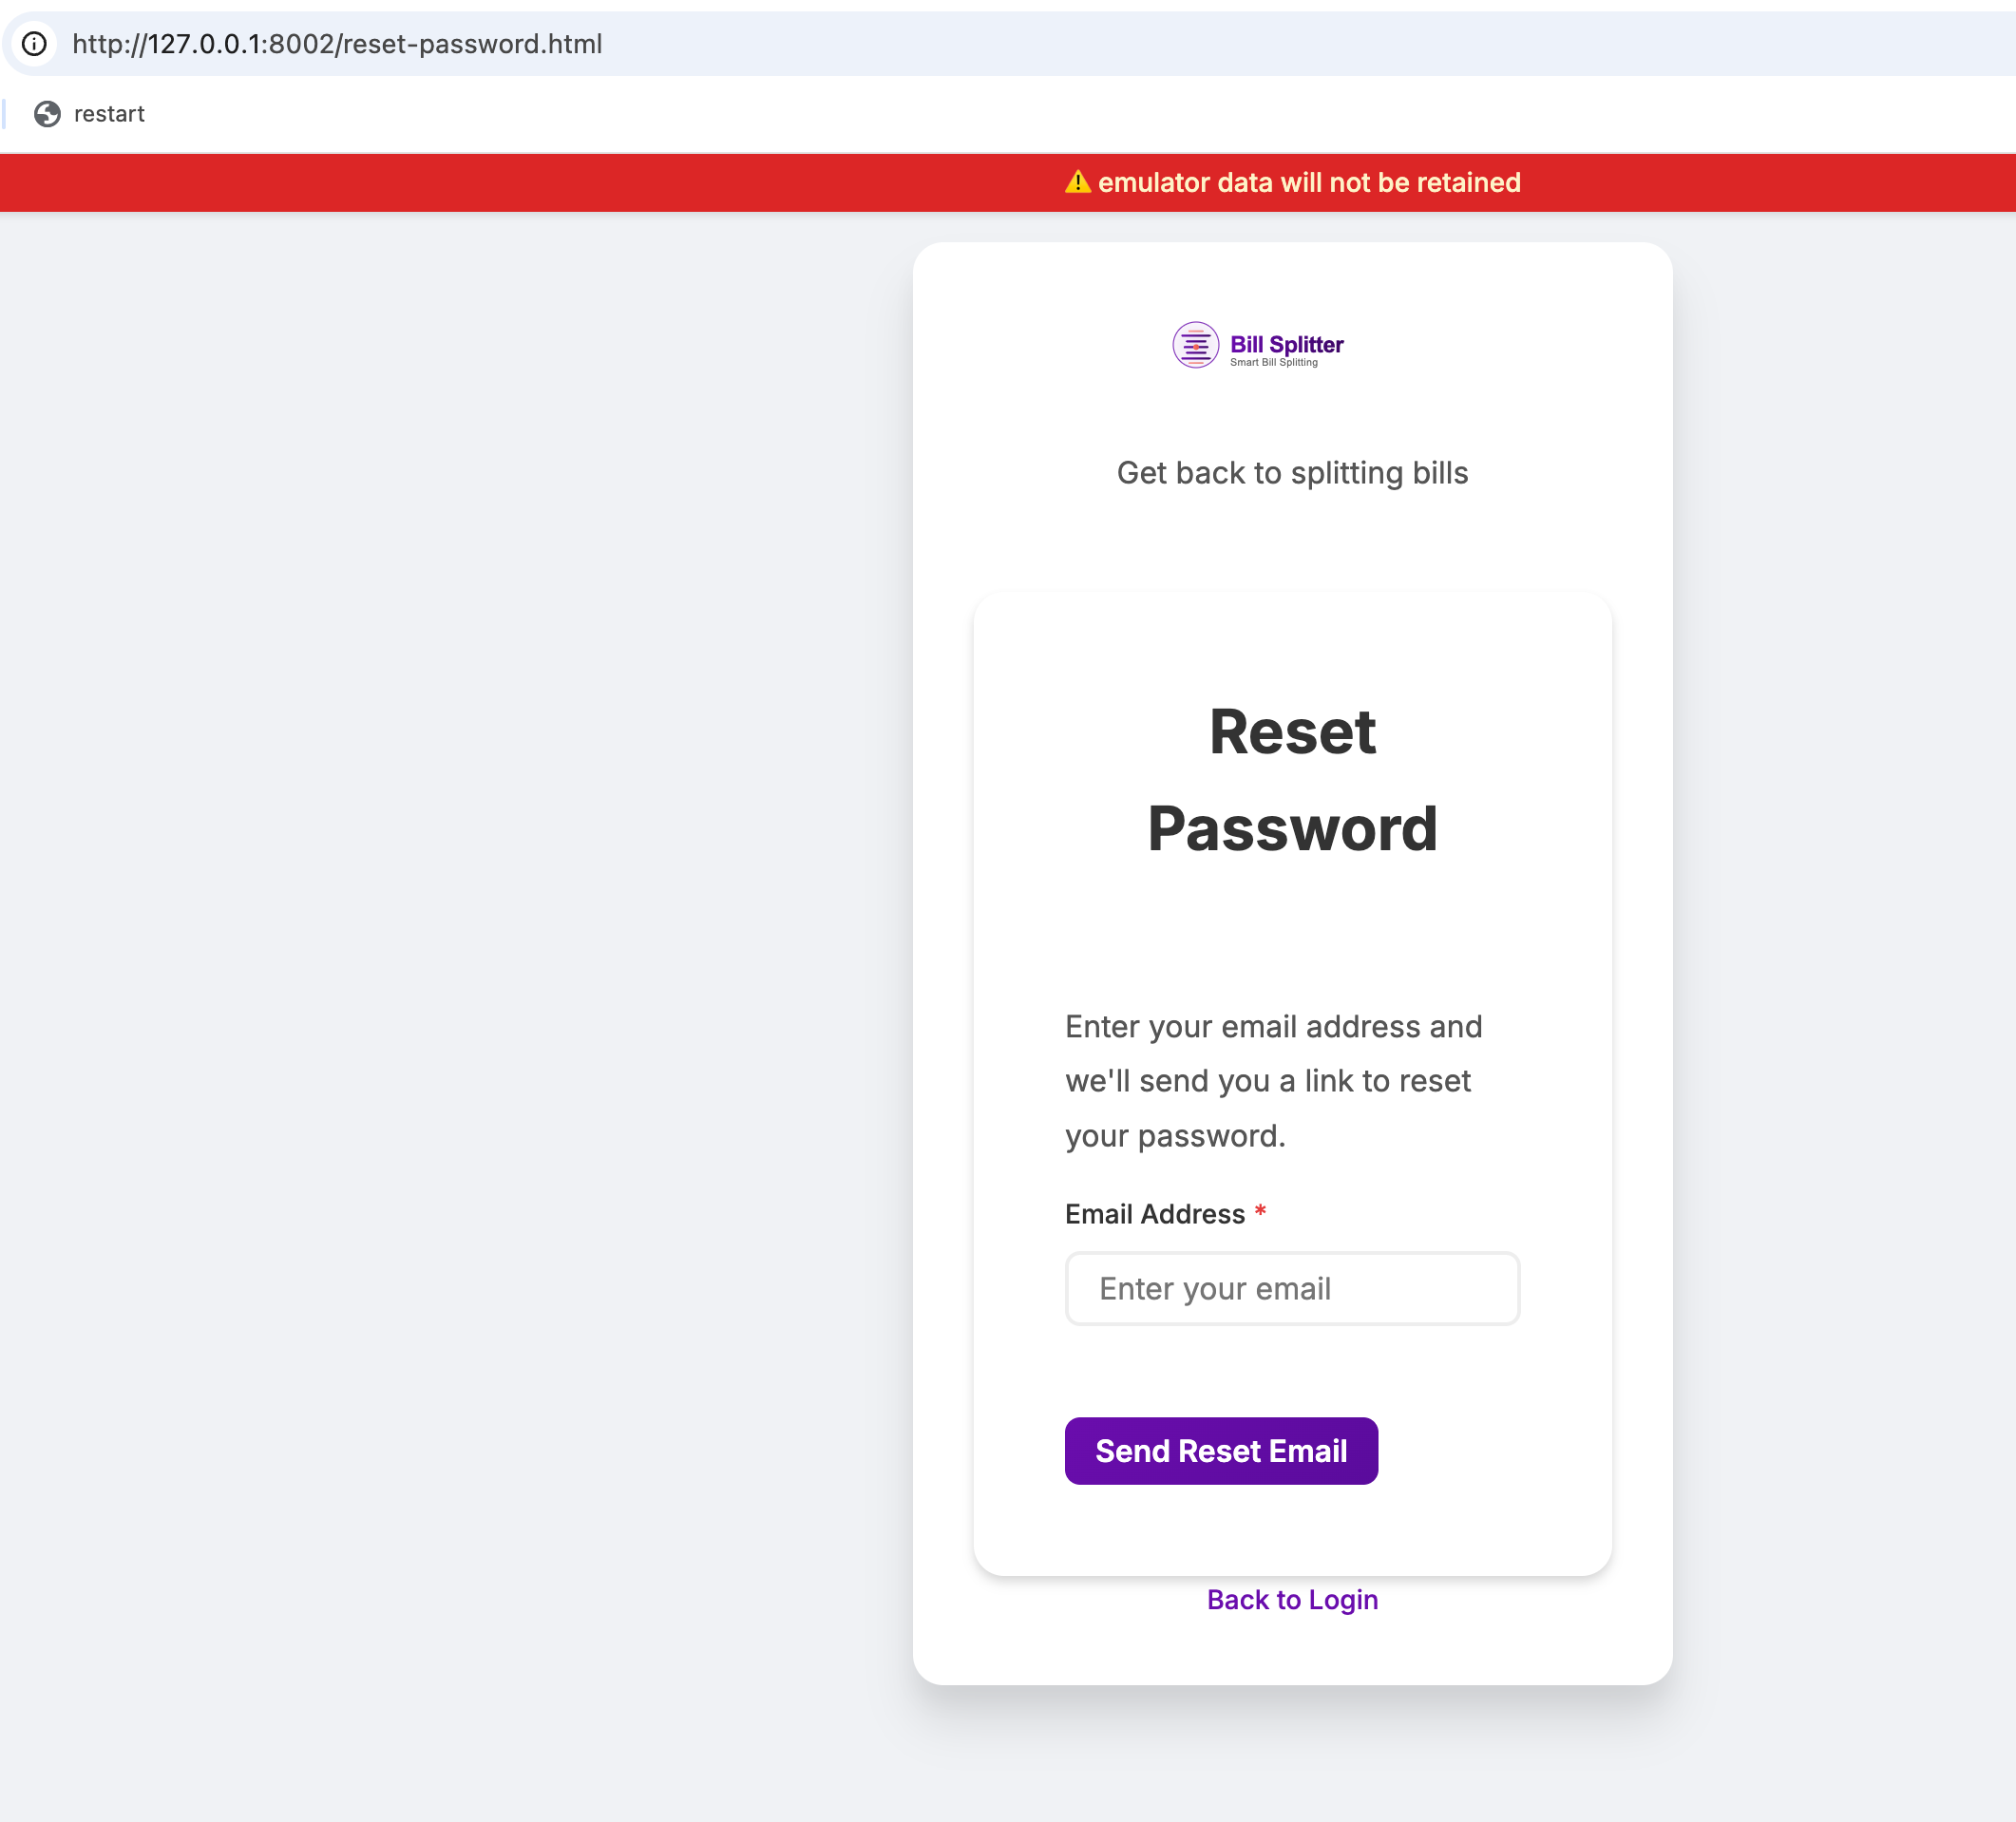 http://127.0.0.1:8002/reset-password.html
restart
⚠️ emulator data will not be retained
Bill Splitter
Smart Bill Splitting
Get back to splitting bills
Reset
Password
Enter your email address and
we'll send you a link to reset
your password.
Email Address *
Enter your email
Send Reset Email
Back to Login